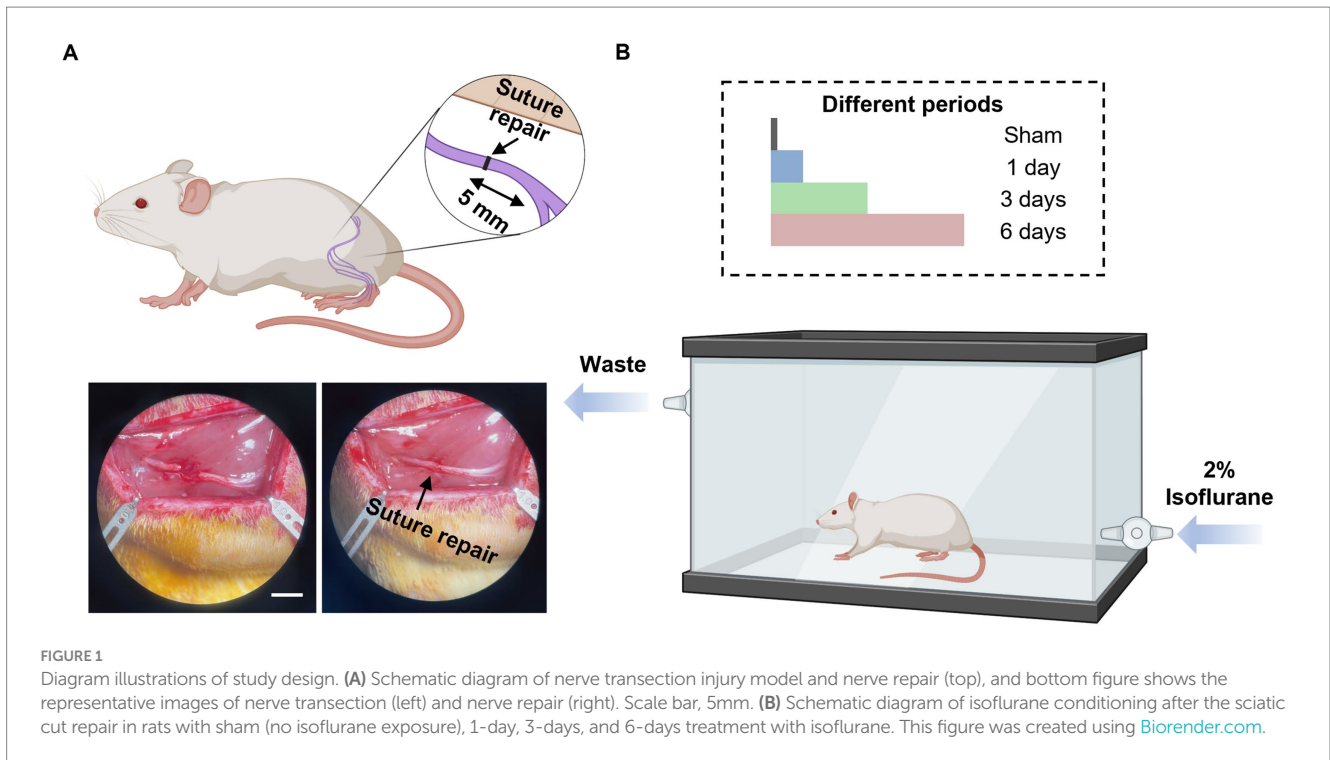 A
Suture
repair
5 mm
Suture repair
B
Different periods
Sham
1 day
3 days
6 days
Waste
2%
Isoflurane
FIGURE 1
Diagram illustrations of study design. (A) Schematic diagram of nerve transection injury model and nerve repair (top), and bottom figure shows the
representative images of nerve transection (left) and nerve repair (right). Scale bar, 5mm. (B) Schematic diagram of isoflurane conditioning after the sciatic
cut repair in rats with sham (no isoflurane exposure), 1-day, 3-days, and 6-days treatment with isoflurane. This figure was created using Biorender.com.